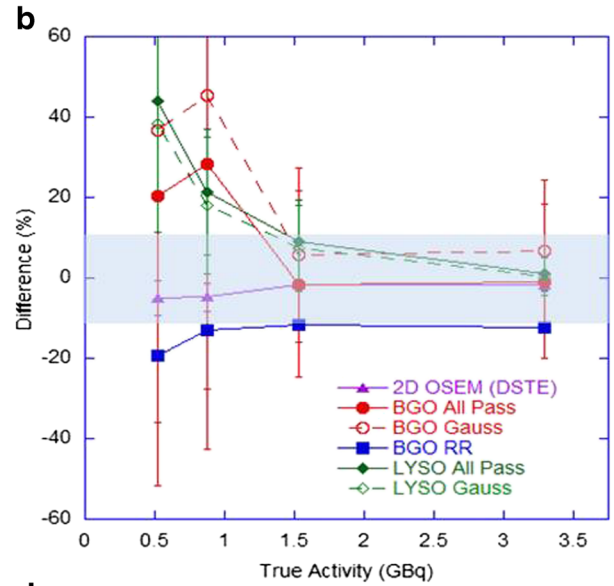 b
60
40
20
0
-20
-40
-60
Difference (%)
2D OSEM (DSTE)
BGO All Pass
BGO Gauss
BGO RR
LYSO All Pass
LYSO Gauss
0 0.5 1 1.5 2 2.5 3 3.5
True Activity (GBq)